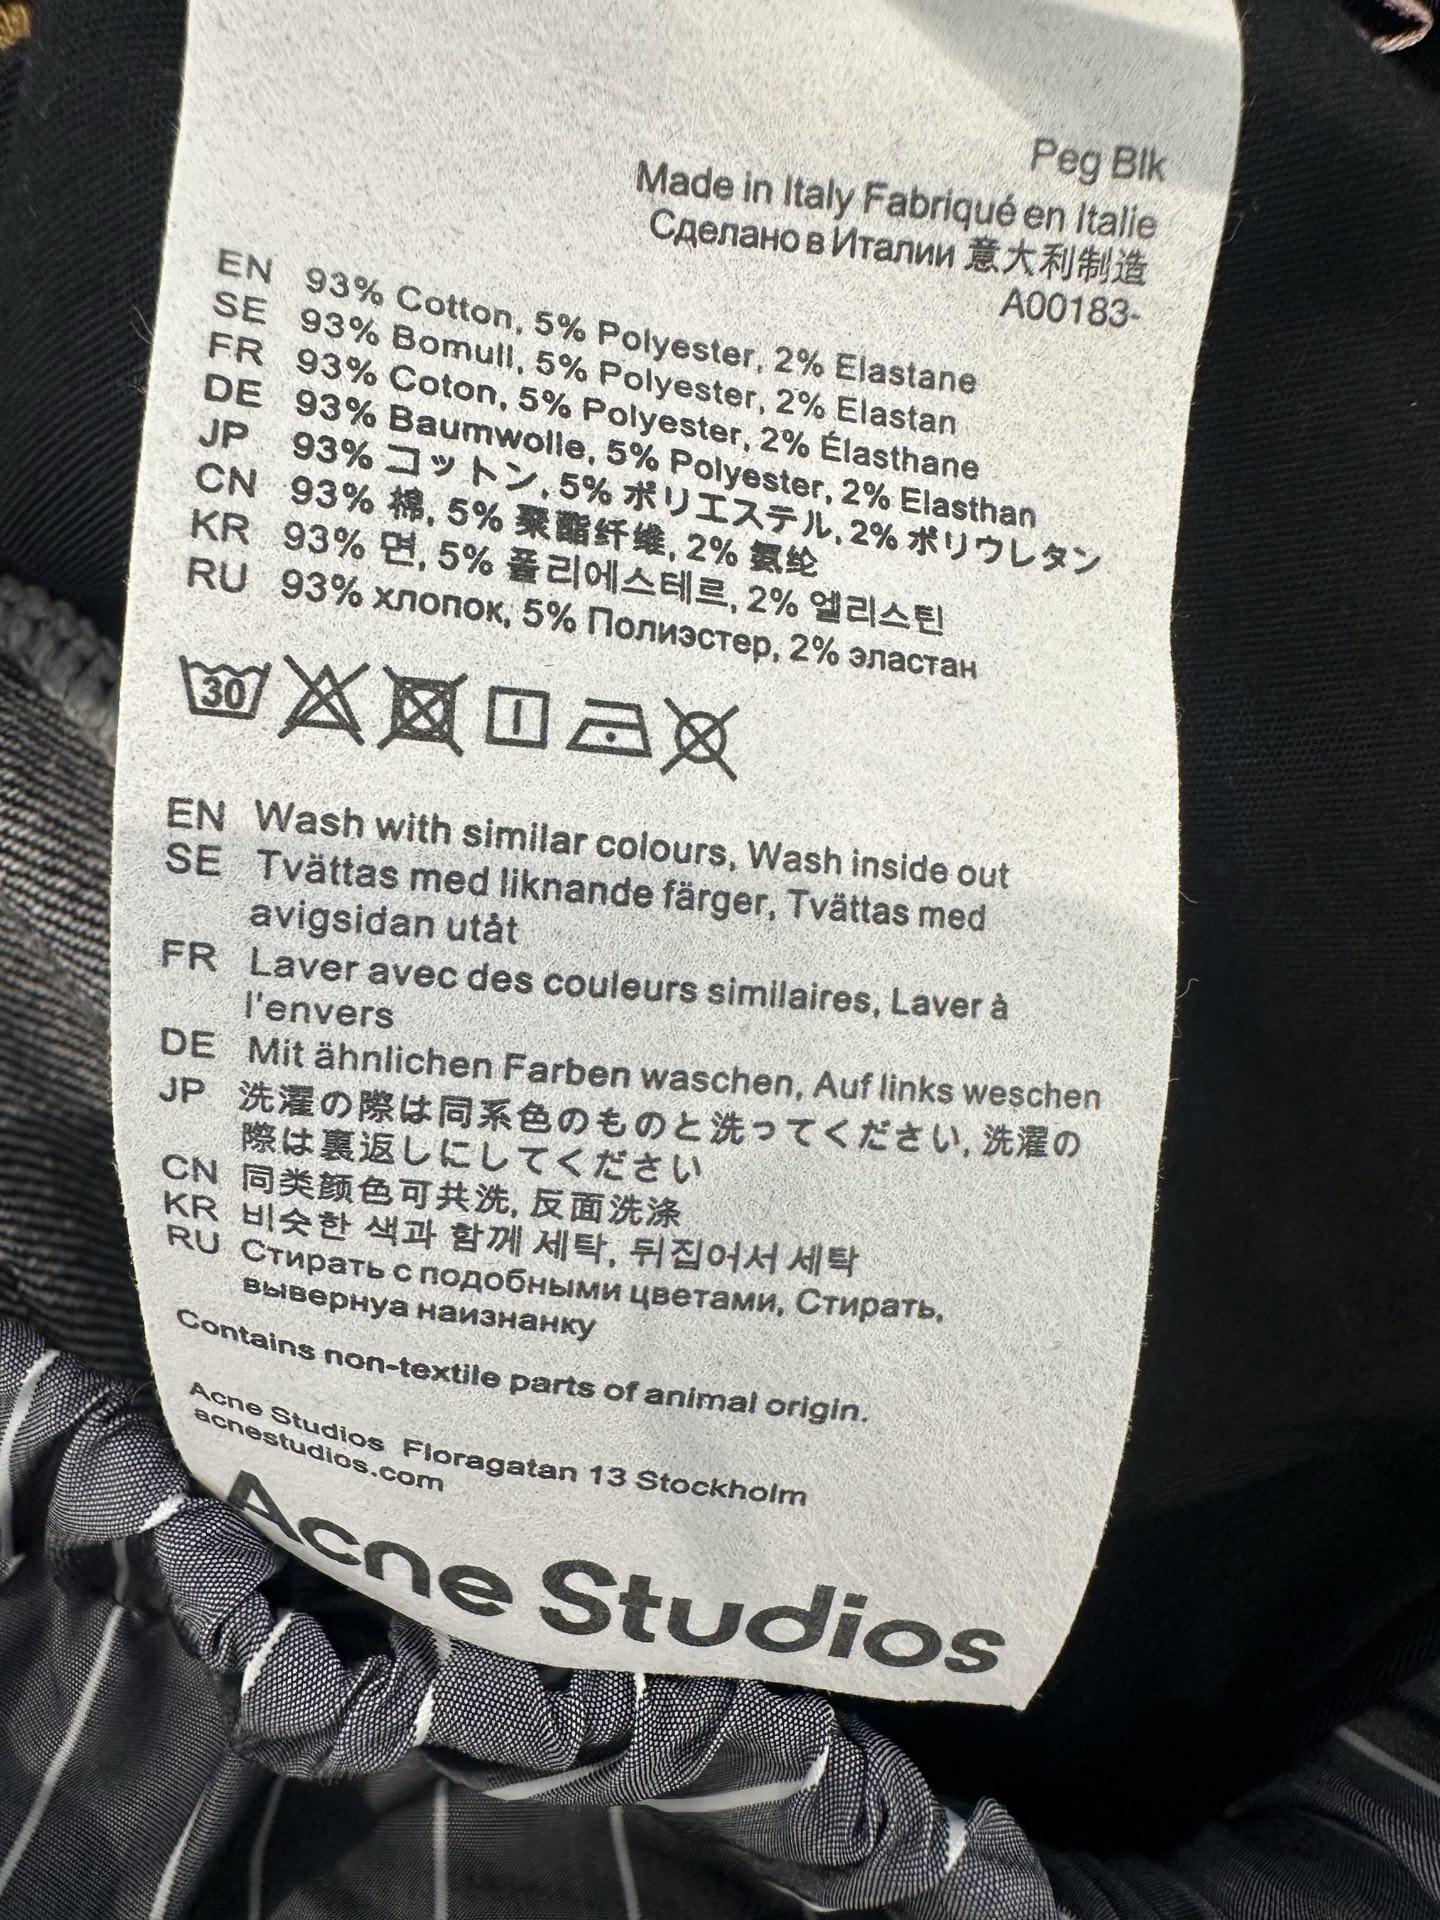 Peg Blk
Made in Italy Fabriqué en Italie
Сделано в Италии 意大利制造
A00183-
EN 93% Cotton, 5% Polyester, 2% Elastane
SE 93% Bomull, 5% Polyester, 2% Elastan
FR 93% Coton, 5% Polyester, 2% Élasthane
DE 93% Baumwolle, 5% Polyester, 2% Elasthan
JP 93% コットン, 5% ポリエステル, 2% ポリウレタン
CN 93% 棉, 5% 聚酯纤维, 2% 氨纶
KR 93% 면, 5% 폴리에스테르, 2% 엘리스틴
RU 93% хлопок, 5% Полиэстер, 2% эластан
30
EN Wash with similar colours, Wash inside out
SE Tvättas med liknande färger, Tvättas med
avigsidan utåt
FR Laver avec des couleurs similaires, Laver à
l'envers
DE Mit ähnlichen Farben waschen, Auf links weschen
JP 洗濯の際は同系色のものと洗ってください, 洗濯の
際は裏返しにしてください
CN 同类颜色可共洗, 反面洗涤
KR 비슷한 색과 함께 세탁, 뒤집어서 세탁
RU Стирать с подобными цветами, Стирать,
вывернуа наизнанку
Contains non-textile parts of animal origin.
Acne Studios Floragatan 13 Stockholm
acnestudios.com
Acne Studios